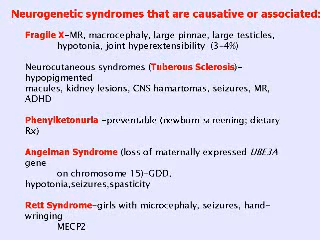 Neurogenetic syndromes that are causative or associated:
Fragile X-MR, macrocephaly, large pinnae, large testicles,
hypotonia, joint hyperextensibility (3-4%)
Neurocutaneous syndromes (Tuberous Sclerosis)-
hypopigmented
macules, kidney lesions, CNS hamartomas, seizures, MR,
ADHD
Phenylketonuria -preventable (newburn screening; dietary
Rx)
Angelman Syndrome (loss of maternally expressed UBE3A
gene
on chromosome 15)-GDD,
hypotonia,seizures,spasticity
Rett Syndrome-girls with microcephaly, seizures, hand-
wringing
MECP2